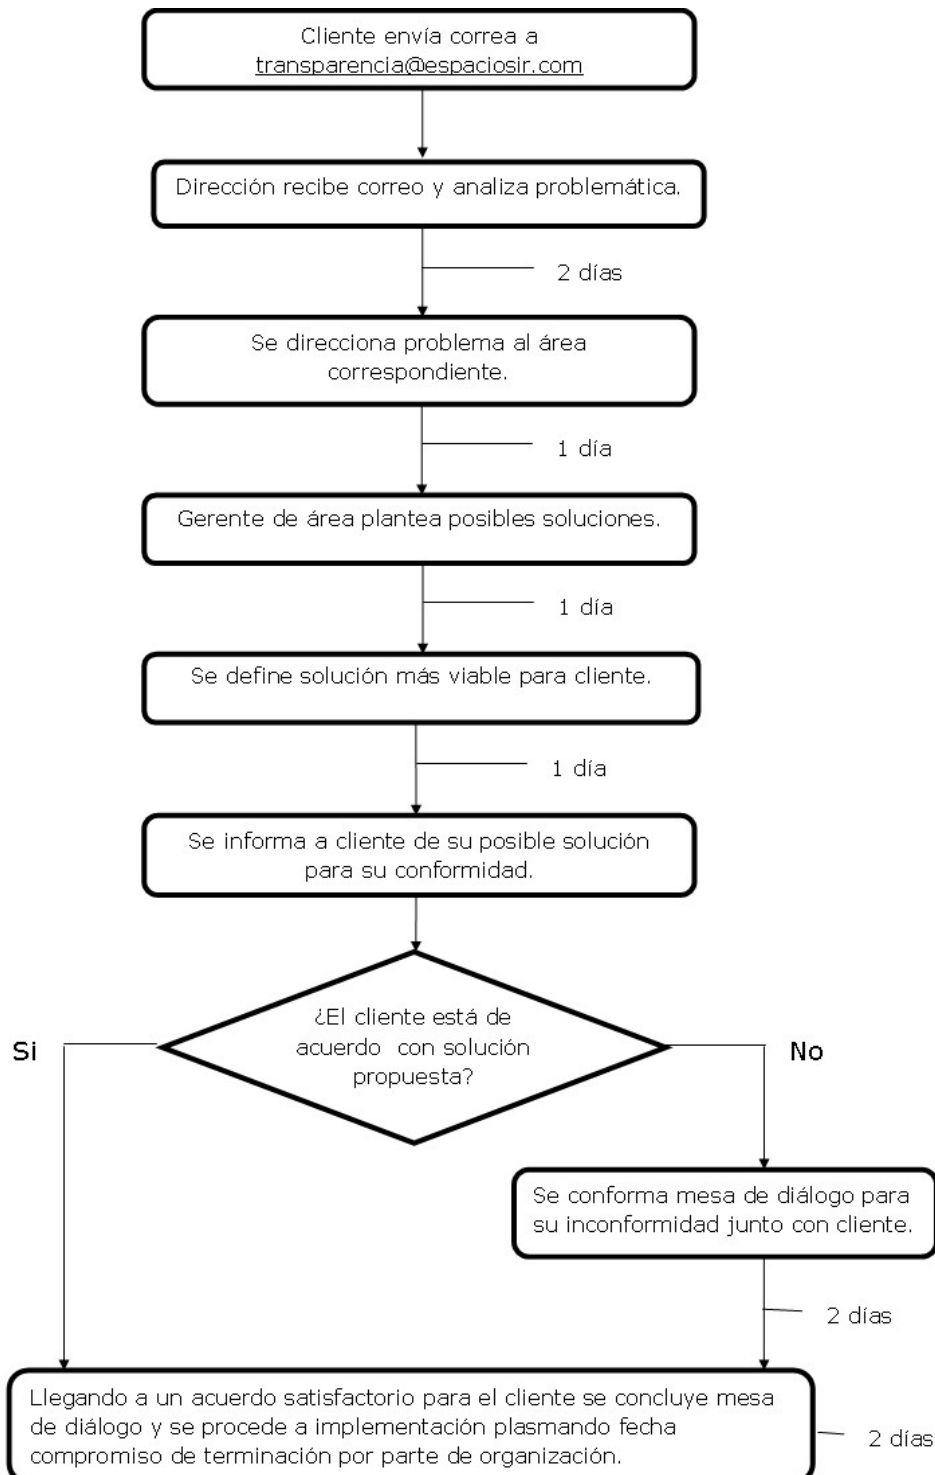 Cliente envía correa a
transparencia@espaciosir.com
Dirección recibe correo y analiza problemática.
2 días
Se direcciona problema al área
correspondiente.
1 día
Gerente de área plantea posibles soluciones.
1 día
Se define solución más viable para cliente.
1 día
Se informa a cliente de su posible solución
para su conformidad.
¿El cliente está de
acuerdo con solución
propuesta?
Si
No
Se conforma mesa de diálogo para
su inconformidad junto con cliente.
2 días
Llegando a un acuerdo satisfactorio para el cliente se concluye mesa
de diálogo y se procede a implementación plasmando fecha
compromiso de terminación por parte de organización.
2 días